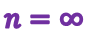 n = ∞